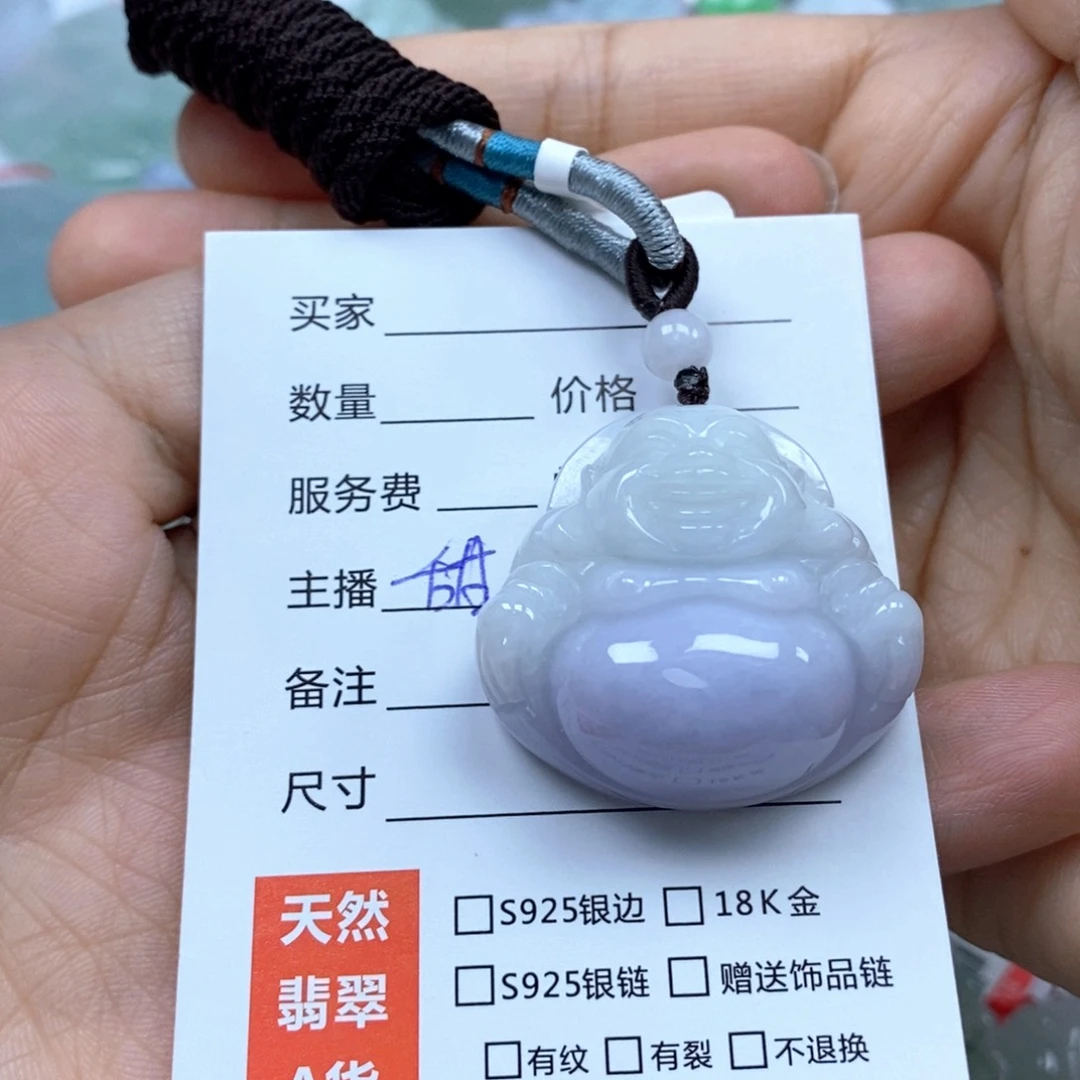 买家
数量 价格
服务费
主播
备注
尺寸
天然
翡翠
A货
□S925银边 □18K金
□S925银链 □赠送饰品链
□有纹 □有裂 □不退换